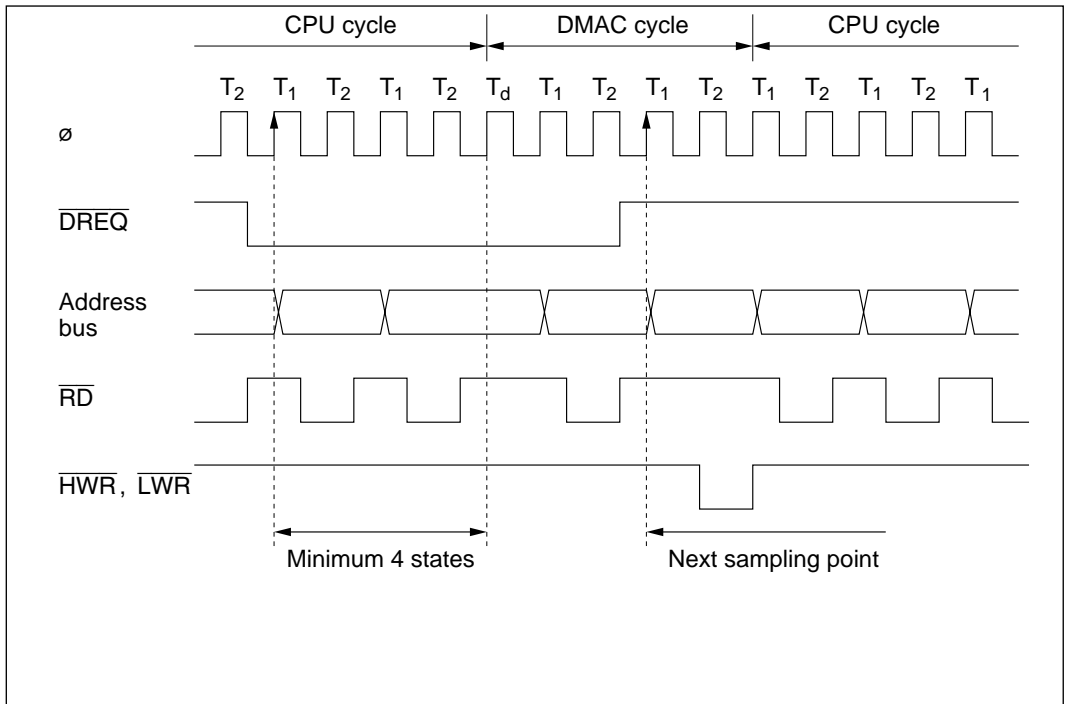 CPU cycle DMAC cycle CPU cycle
T2 T1 T2 T1 T2 Td T1 T2 T1 T2 T1 T2 T1 T2 T1
ø
DREQ
Address
bus
RD
HWR, LWR
Minimum 4 states Next sampling point